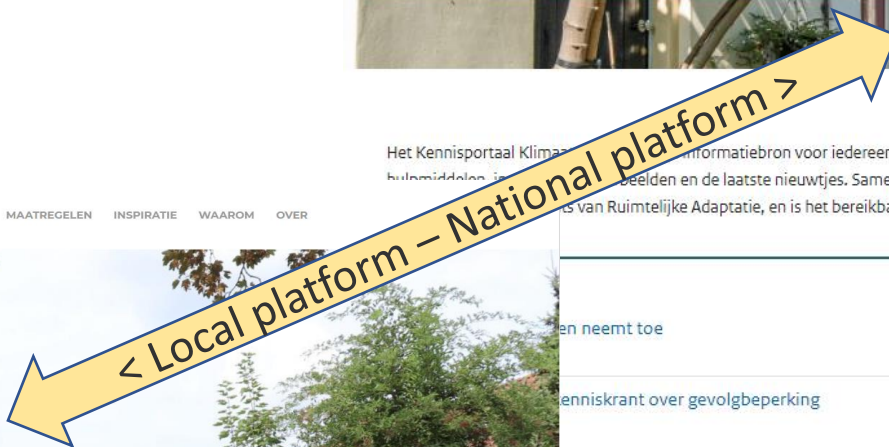 Het Kennisportaal Klima informatiebron voor iedereen
hulpmiddelen, beelden en de laatste nieuwtjes. Same
van Ruimtelijke Adaptatie, en is het bereikba
MAATREGELEN INSPIRATIE WAAROM OVER
< Local platform – National platform >
en neemt toe
enniskrant over gevolgbeperking